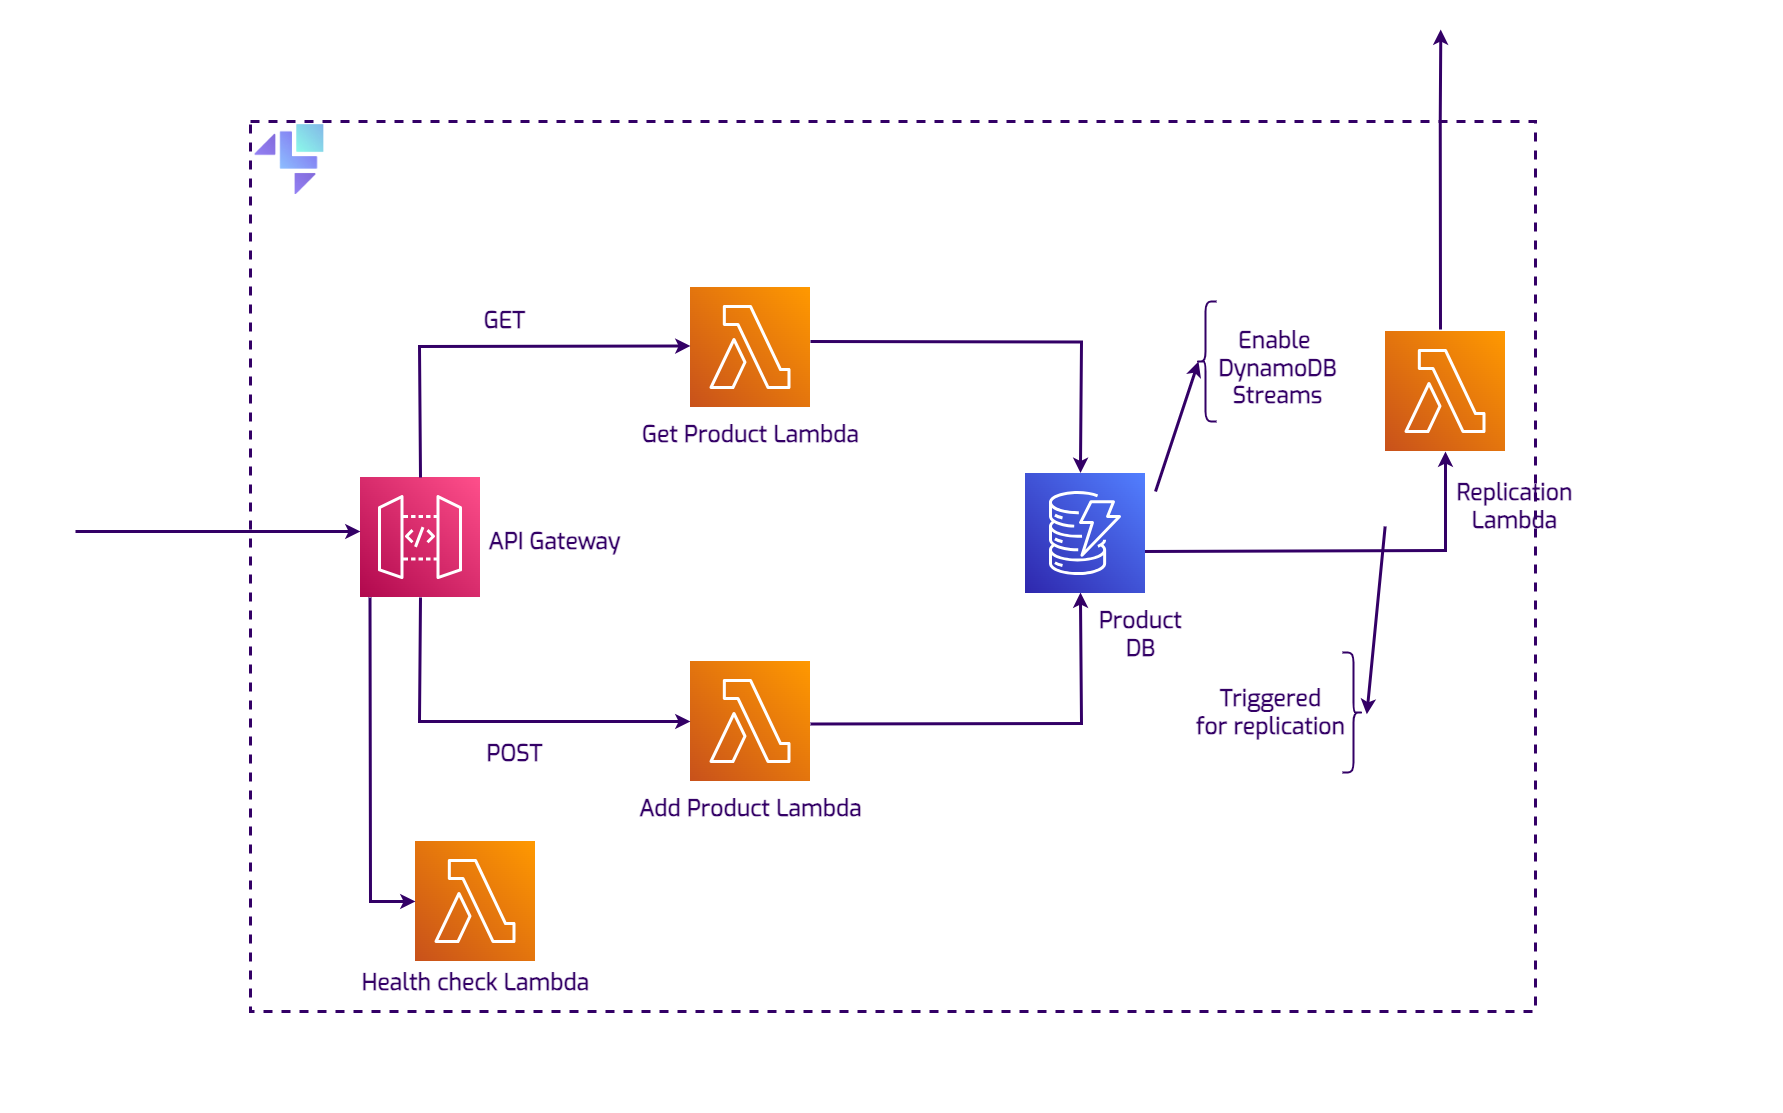 GET
Get Product Lambda
Enable
DynamoDB
Streams
Replication
Lambda
API Gateway
</>
Product
DB
Triggered
for replication
POST
Add Product Lambda
Health check Lambda